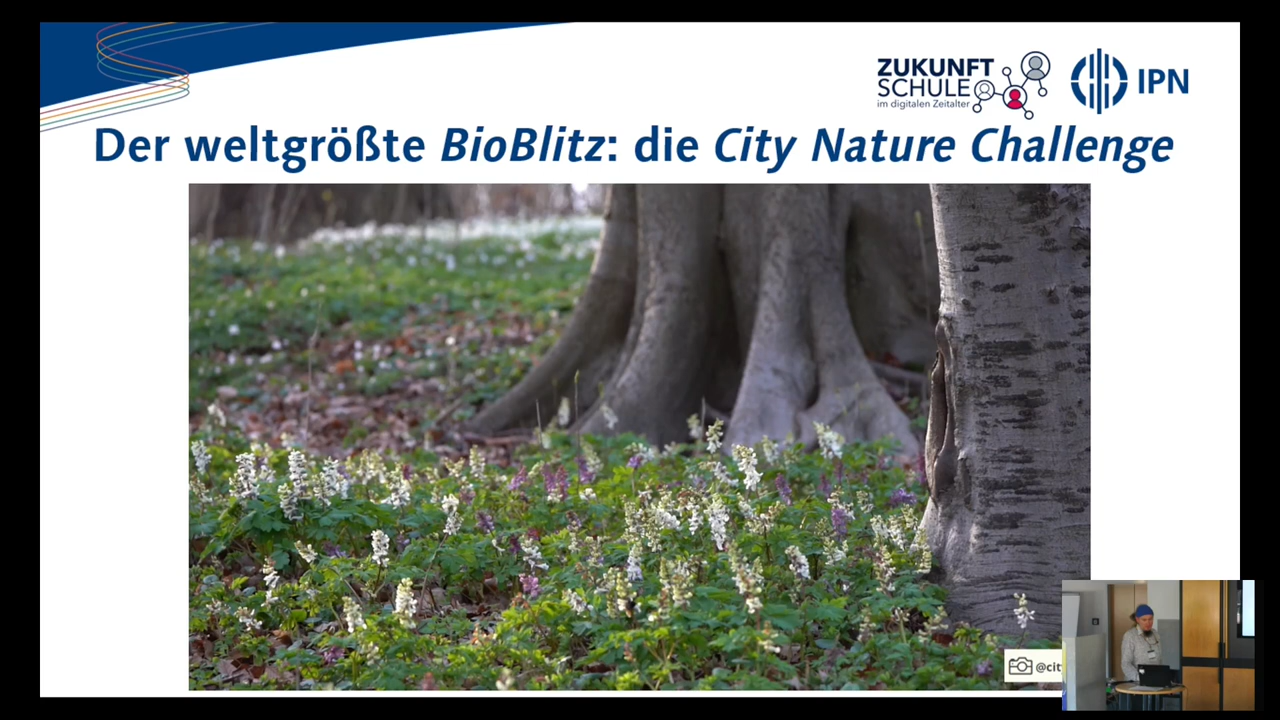 ZUKUNFT
SCHULE
im digitalen Zeitalter
IPN
Der weltgrößte BioBlitz: die City Nature Challenge